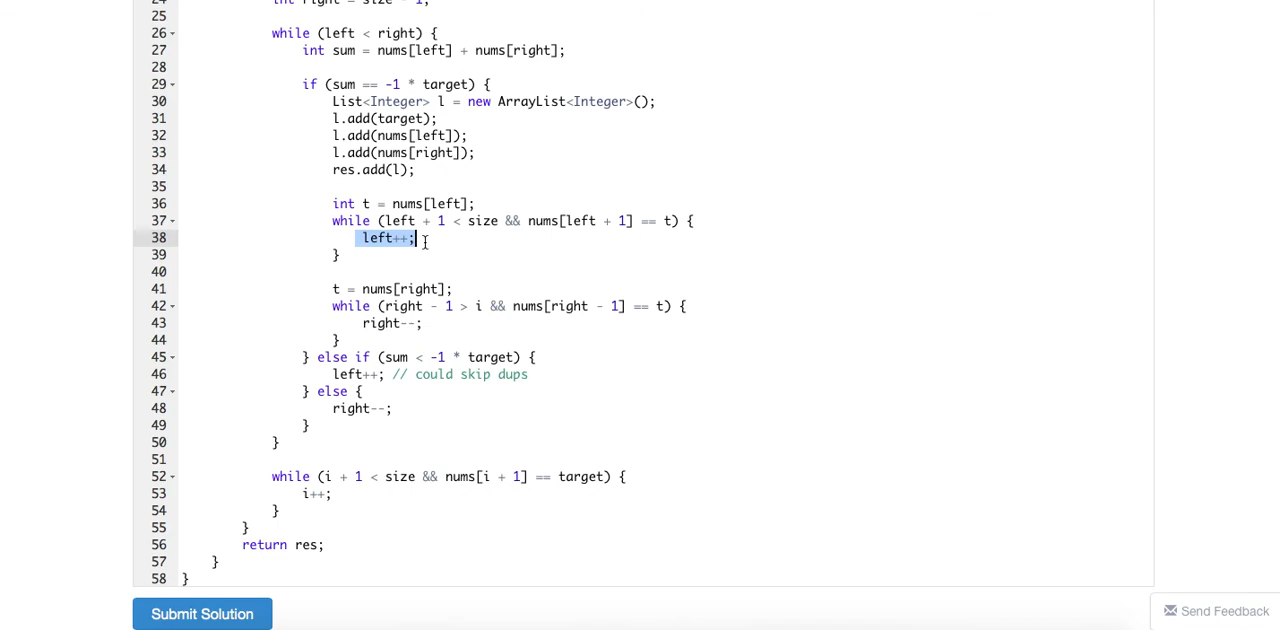 24 int right = size - 1;
25
26 while (left < right) {
27 int sum = nums[left] + nums[right];
28
29 if (sum == -1 * target) {
30 List<Integer> l = new ArrayList<Integer>();
31 l.add(target);
32 l.add(nums[left]);
33 l.add(nums[right]);
34 res.add(l);
35
36 int t = nums[left];
37 while (left + 1 < size && nums[left + 1] == t) {
38 left++;
39 }
40
41 t = nums[right];
42 while (right - 1 > i && nums[right - 1] == t) {
43 right--;
44 }
45 } else if (sum < -1 * target) {
46 left++; // could skip dups
47 } else {
48 right--;
49 }
50 }
51
52 while (i + 1 < size && nums[i + 1] == target) {
53 i++;
54 }
55 }
56 return res;
57 }
58 }
Submit Solution
Send Feedback